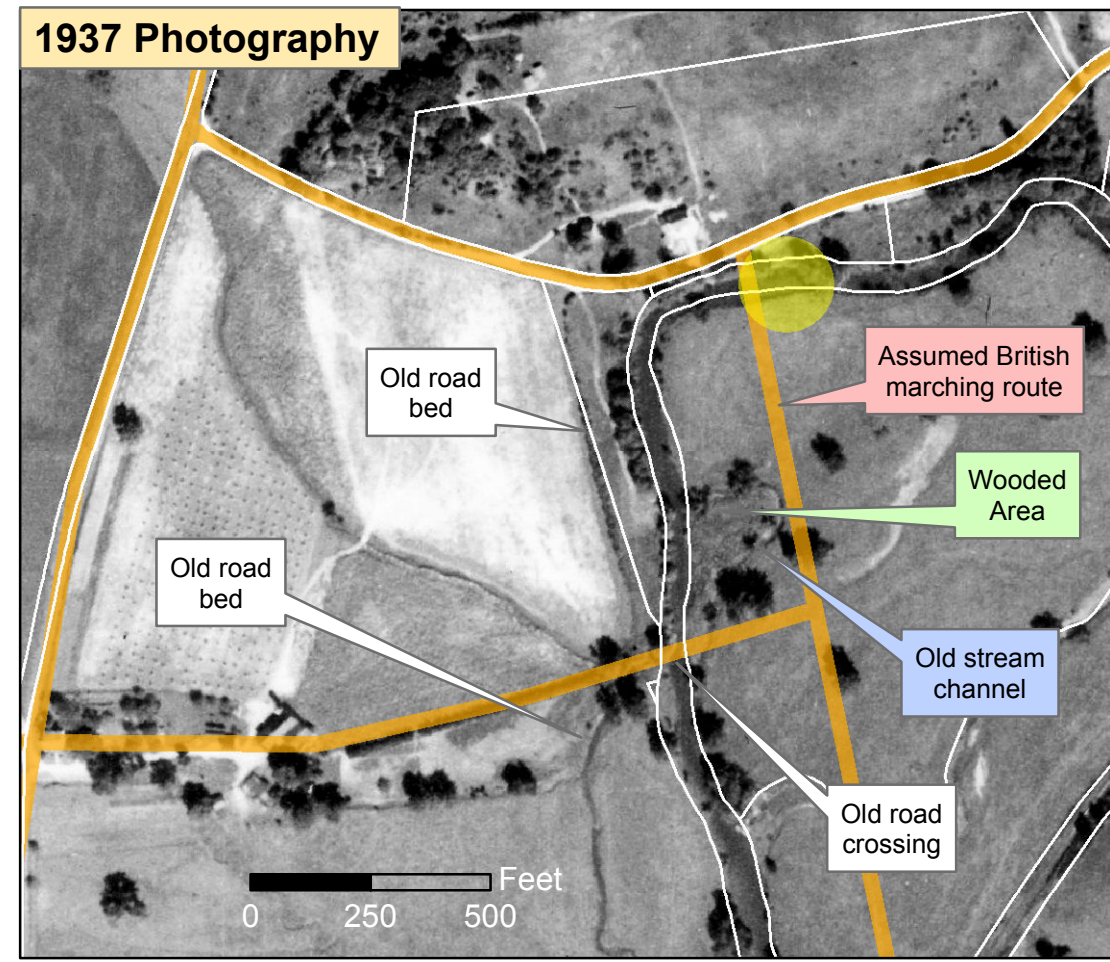 1937 Photography
Assumed British
marching route
Old road
bed
Wooded
Area
Old road
bed
Old stream
channel
Old road
crossing
Feet
0 250 500